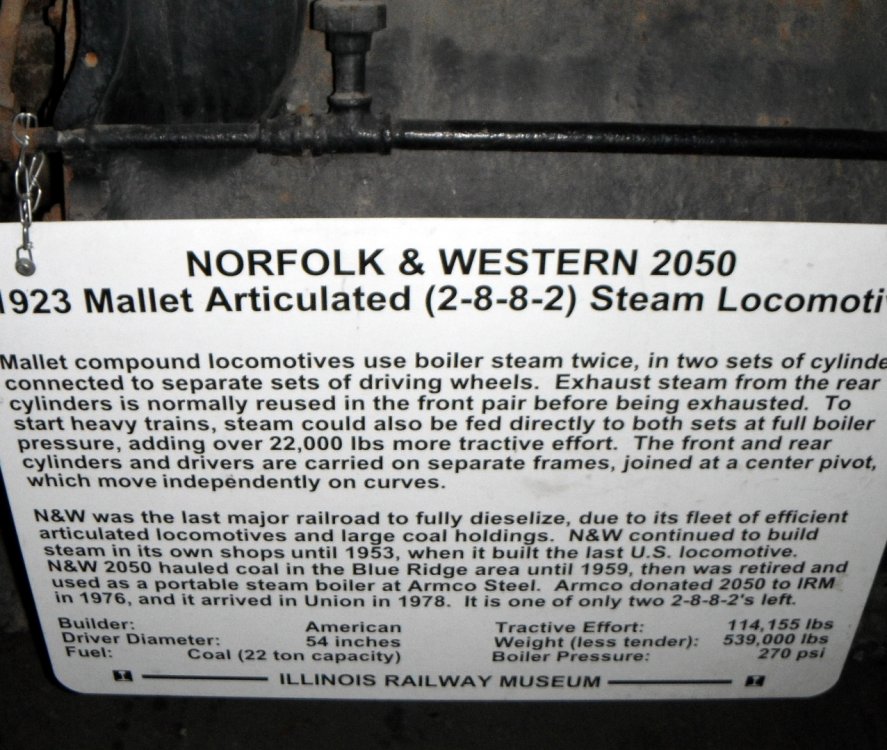 NORFOLK & WESTERN 2050
1923 Mallet Articulated (2-8-8-2) Steam Locomotiv
Mallet compound locomotives use boiler steam twice, in two sets of cylinde
connected to separate sets of driving wheels. Exhaust steam from the rear
cylinders is normally reused in the front pair before being exhausted. To
start heavy trains, steam could also be fed directly to both sets at full boiler
pressure, adding over 22,000 lbs more tractive effort. The front and rear
cylinders and drivers are carried on separate frames, joined at a center pivot,
which move independently on curves.
N&W was the last major railroad to fully dieselize, due to its fleet of efficient
articulated locomotives and large coal holdings. N&W continued to build
steam in its own shops until 1953, when it built the last U.S. locomotive.
N&W 2050 hauled coal in the Blue Ridge area until 1959, then was retired and
used as a portable steam boiler at Armco Steel. Armco donated 2050 to IRM
in 1976, and it arrived in Union in 1978. It is one of only two 2-8-8-2's left.
Builder: American Tractive Effort: 114,155 lbs
Driver Diameter: 54 inches Weight (less tender): 539,000 lbs
Fuel: Coal (22 ton capacity) Boiler Pressure: 270 psi
ILLINOIS RAILWAY MUSEUM